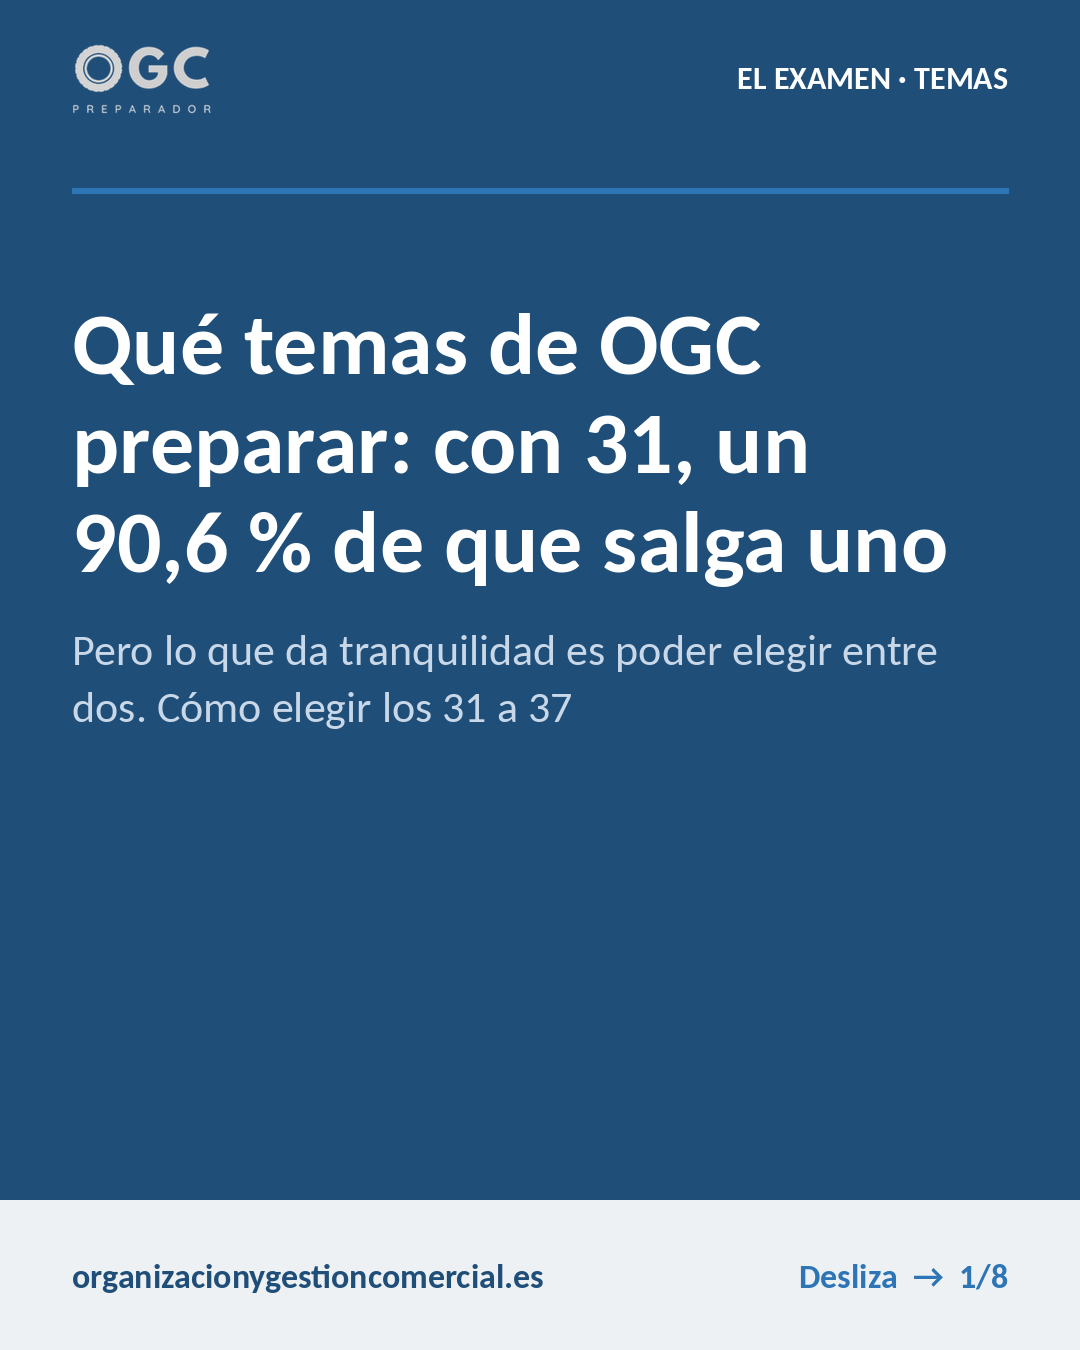 OGC
PREPARADOR
EL EXAMEN · TEMAS
Qué temas de OGC
preparar: con 31, un
90,6 % de que salga uno
Pero lo que da tranquilidad es poder elegir entre
dos. Cómo elegir los 31 a 37
organizacionygestioncomercial.es
Desliza → 1/8